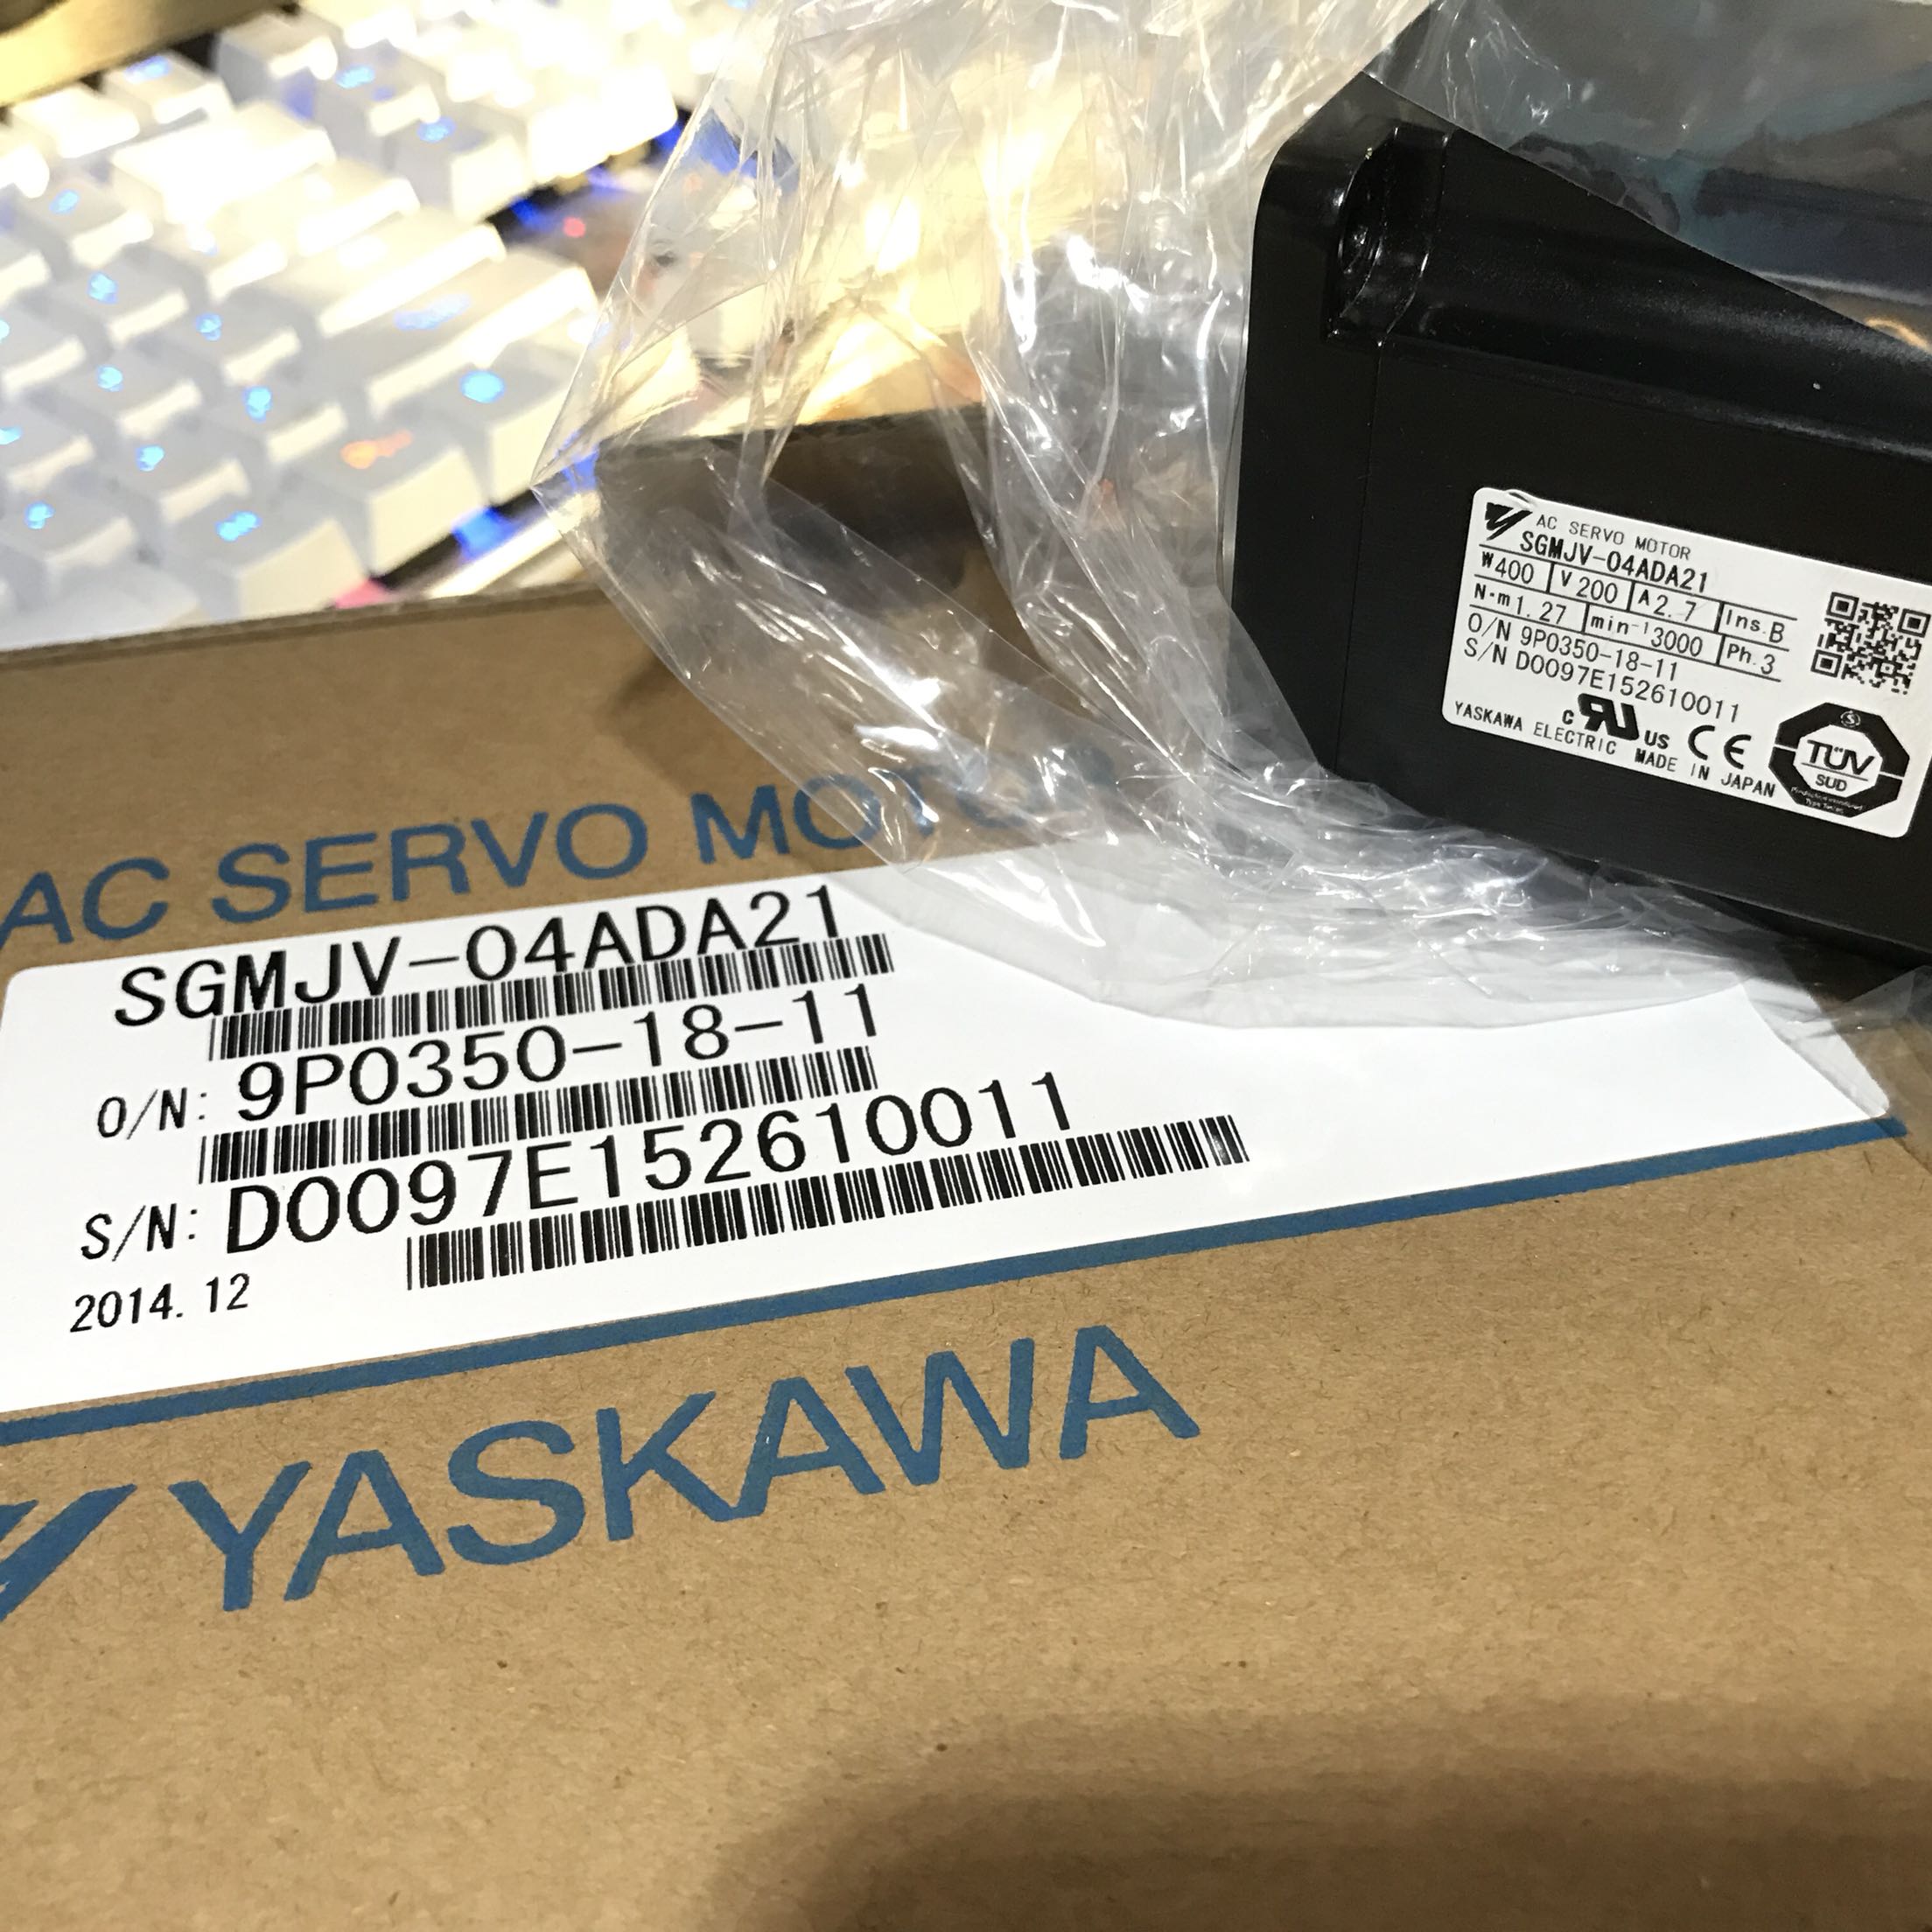 AC SERVO MOTOR
SGMJV-04ADA21
W400 V200 A2.7 Ins.B
N·m1.27 min⁻¹3000 Ph.3
O/N 9P0350-18-11
S/N D0097E152610011
c RU US CE
TÜV
SUD
YASKAWA ELECTRIC MADE IN JAPAN
AC SERVO MOTOR
SGMJV-04ADA21
O/N: 9P0350-18-11
S/N: D0097E152610011
2014.12
YASKAWA